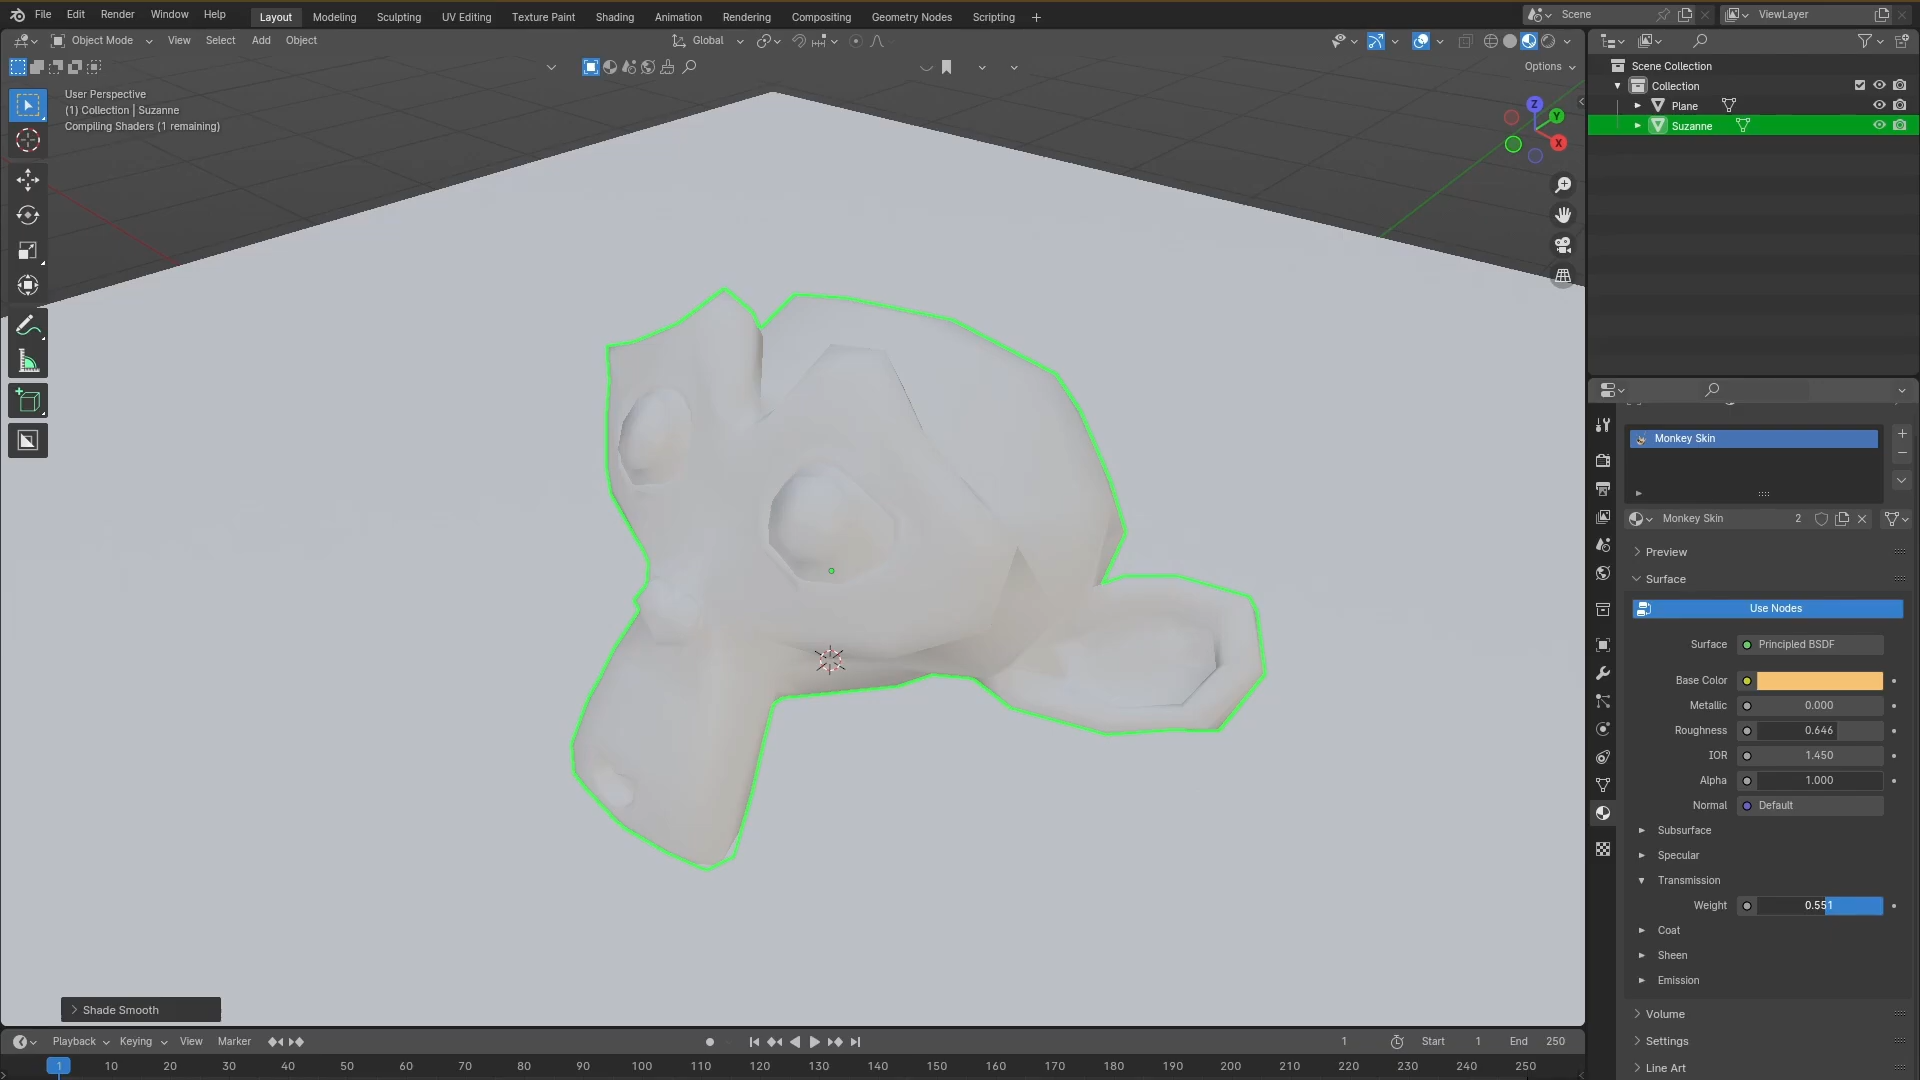 File Edit Render Window Help Layout Modeling Sculpting UV Editing Texture Paint Shading Animation Rendering Compositing Geometry Nodes Scripting + Scene ViewLayer
Object Mode View Select Add Object Global
Options
User Perspective
(1) Collection | Suzanne
Compiling Shaders (1 remaining)
Z
Y
X
Scene Collection
Collection
Plane
Suzanne
Monkey Skin
Monkey Skin 2
Preview
Surface
Use Nodes
Surface Principled BSDF
Base Color
Metallic 0.000
Roughness 0.646
IOR 1.450
Alpha 1.000
Normal Default
Subsurface
Specular
Transmission
Weight 0.551
Coat
Sheen
Emission
Volume
Settings
Line Art
Shade Smooth
Playback Keying View Marker 1 Start 1 End 250
1 10 20 30 40 50 60 70 80 90 100 110 120 130 140 150 160 170 180 190 200 210 220 230 240 250